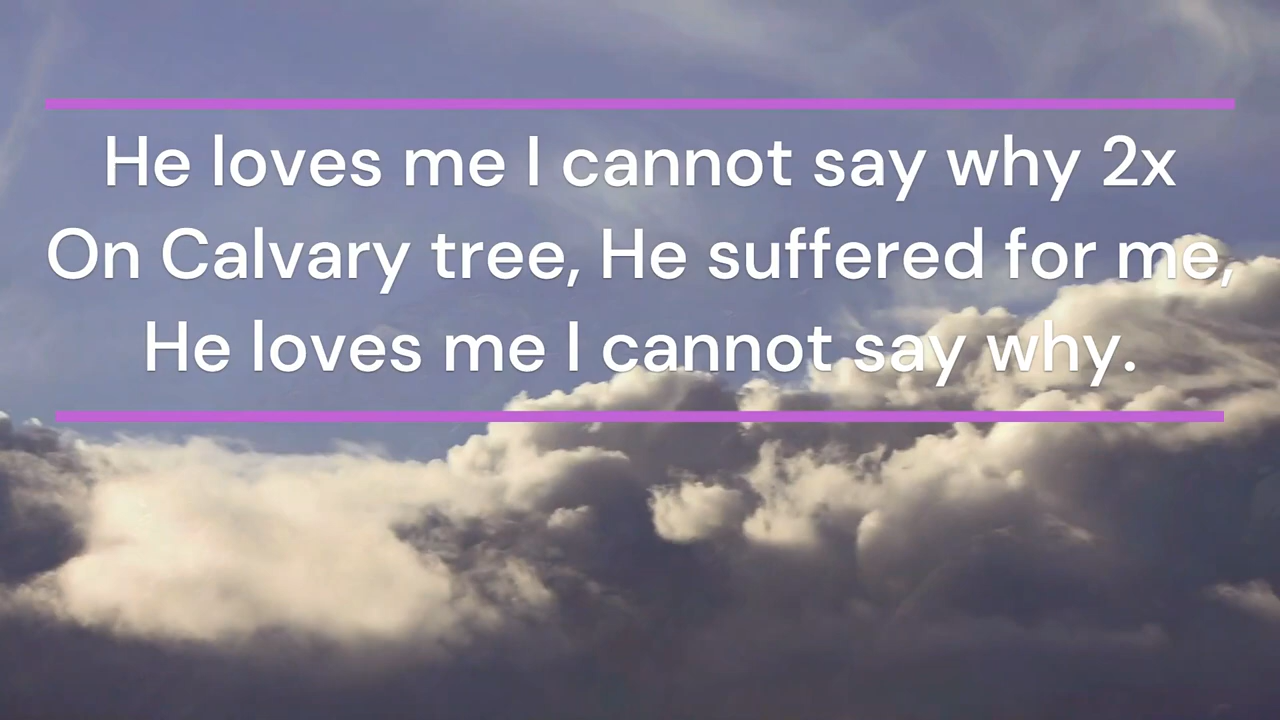 He loves me I cannot say why 2x
On Calvary tree, He suffered for me,
He loves me I cannot say why.